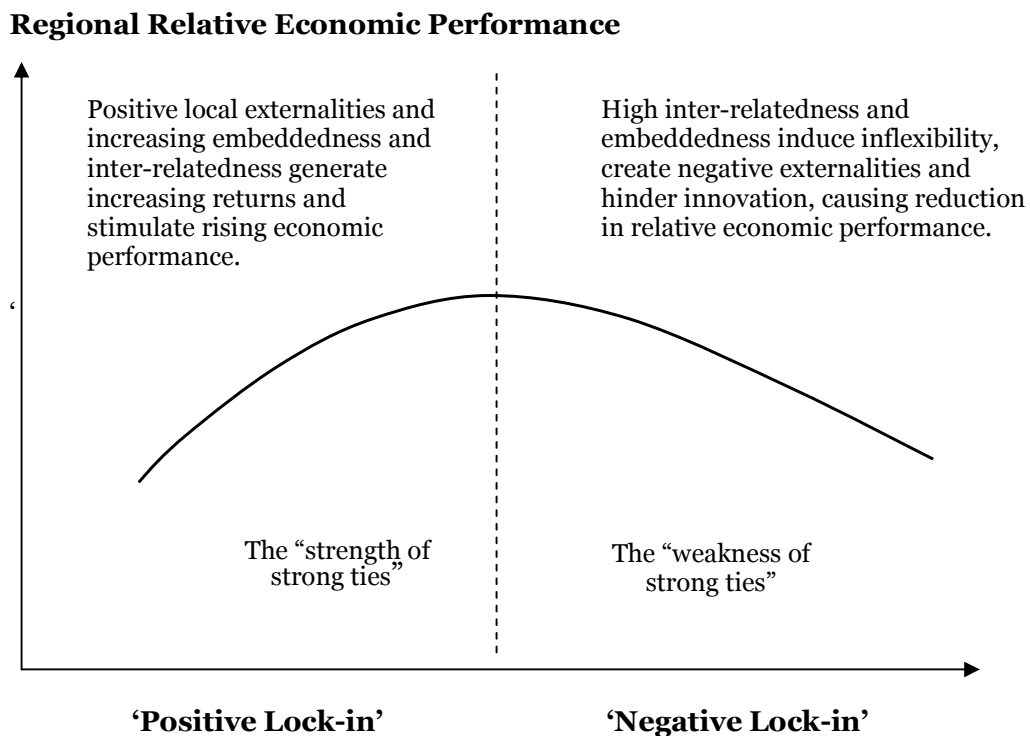 Regional Relative Economic Performance
Positive local externalities and
increasing embeddedness and
inter-relatedness generate
increasing returns and
stimulate rising economic
performance.
High inter-relatedness and
embeddedness induce inflexibility,
create negative externalities and
hinder innovation, causing reduction
in relative economic performance.
‘
The “strength of
strong ties”
The “weakness of
strong ties”
‘Positive Lock-in’
‘Negative Lock-in’